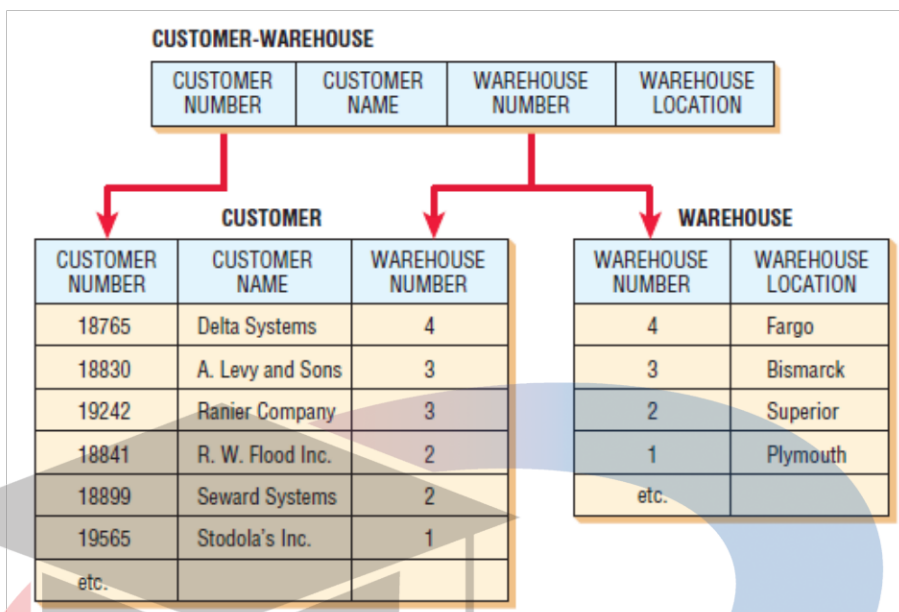 CUSTOMER-WAREHOUSE
CUSTOMER NUMBER CUSTOMER NAME WAREHOUSE NUMBER WAREHOUSE LOCATION
CUSTOMER
CUSTOMER NUMBER CUSTOMER NAME WAREHOUSE NUMBER
18765 Delta Systems 4
18830 A. Levy and Sons 3
19242 Ranier Company 3
18841 R. W. Flood Inc. 2
18899 Seward Systems 2
19565 Stodola's Inc. 1
etc.
WAREHOUSE
WAREHOUSE NUMBER WAREHOUSE LOCATION
4 Fargo
3 Bismarck
2 Superior
1 Plymouth
etc.